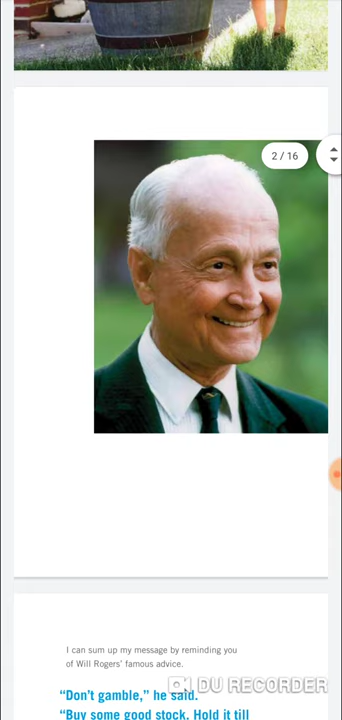 2 / 16
I can sum up my message by reminding you
of Will Rogers' famous advice.
“Don't gamble,” he said.
“Buy some good stock. Hold it till
DU RECORDER